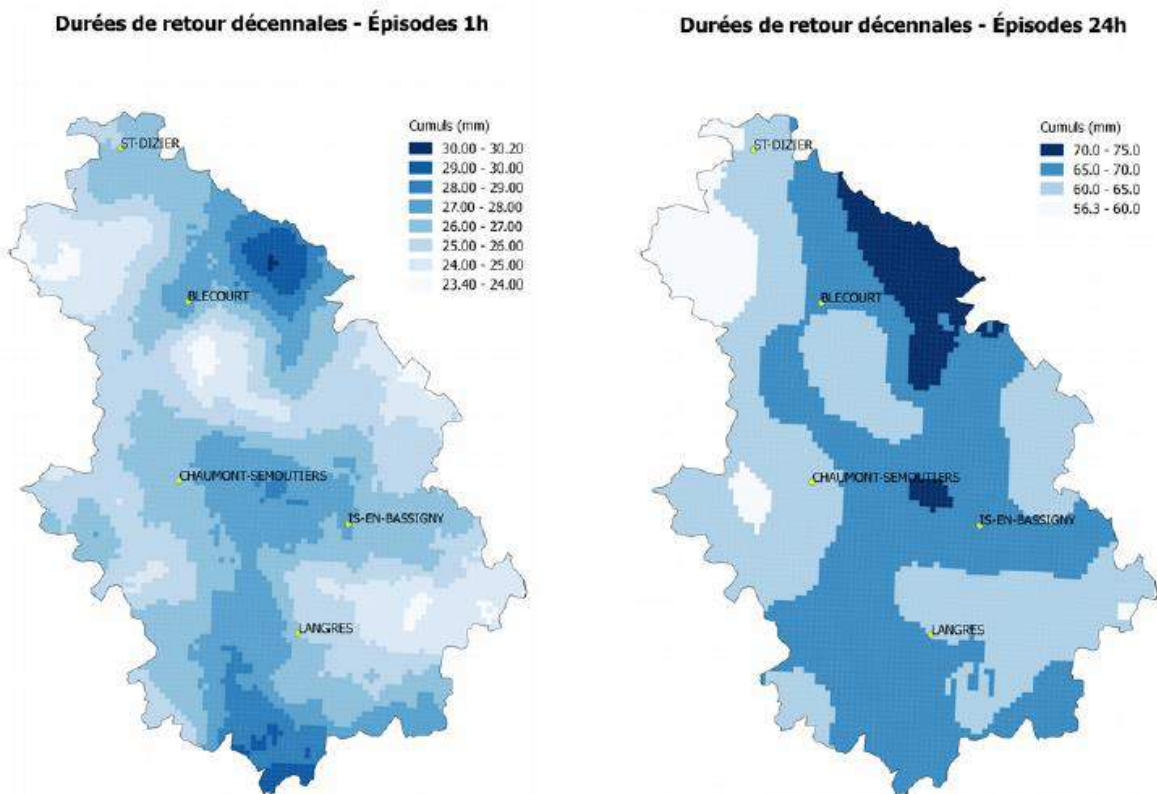 Durées de retour décennales - Épisodes 1h
Cumuls (mm)
30.00 - 30.20
29.00 - 30.00
28.00 - 29.00
27.00 - 28.00
26.00 - 27.00
25.00 - 26.00
24.00 - 25.00
23.40 - 24.00
ST-DIZIER
BLECOURT
CHAUMONT-SEMOUTIERS
IS-EN-BASSIGNY
LANGRES
Durées de retour décennales - Épisodes 24h
Cumuls (mm)
70.0 - 75.0
65.0 - 70.0
60.0 - 65.0
56.3 - 60.0
ST-DIZIER
BLECOURT
CHAUMONT-SEMOUTIERS
IS-EN-BASSIGNY
LANGRES